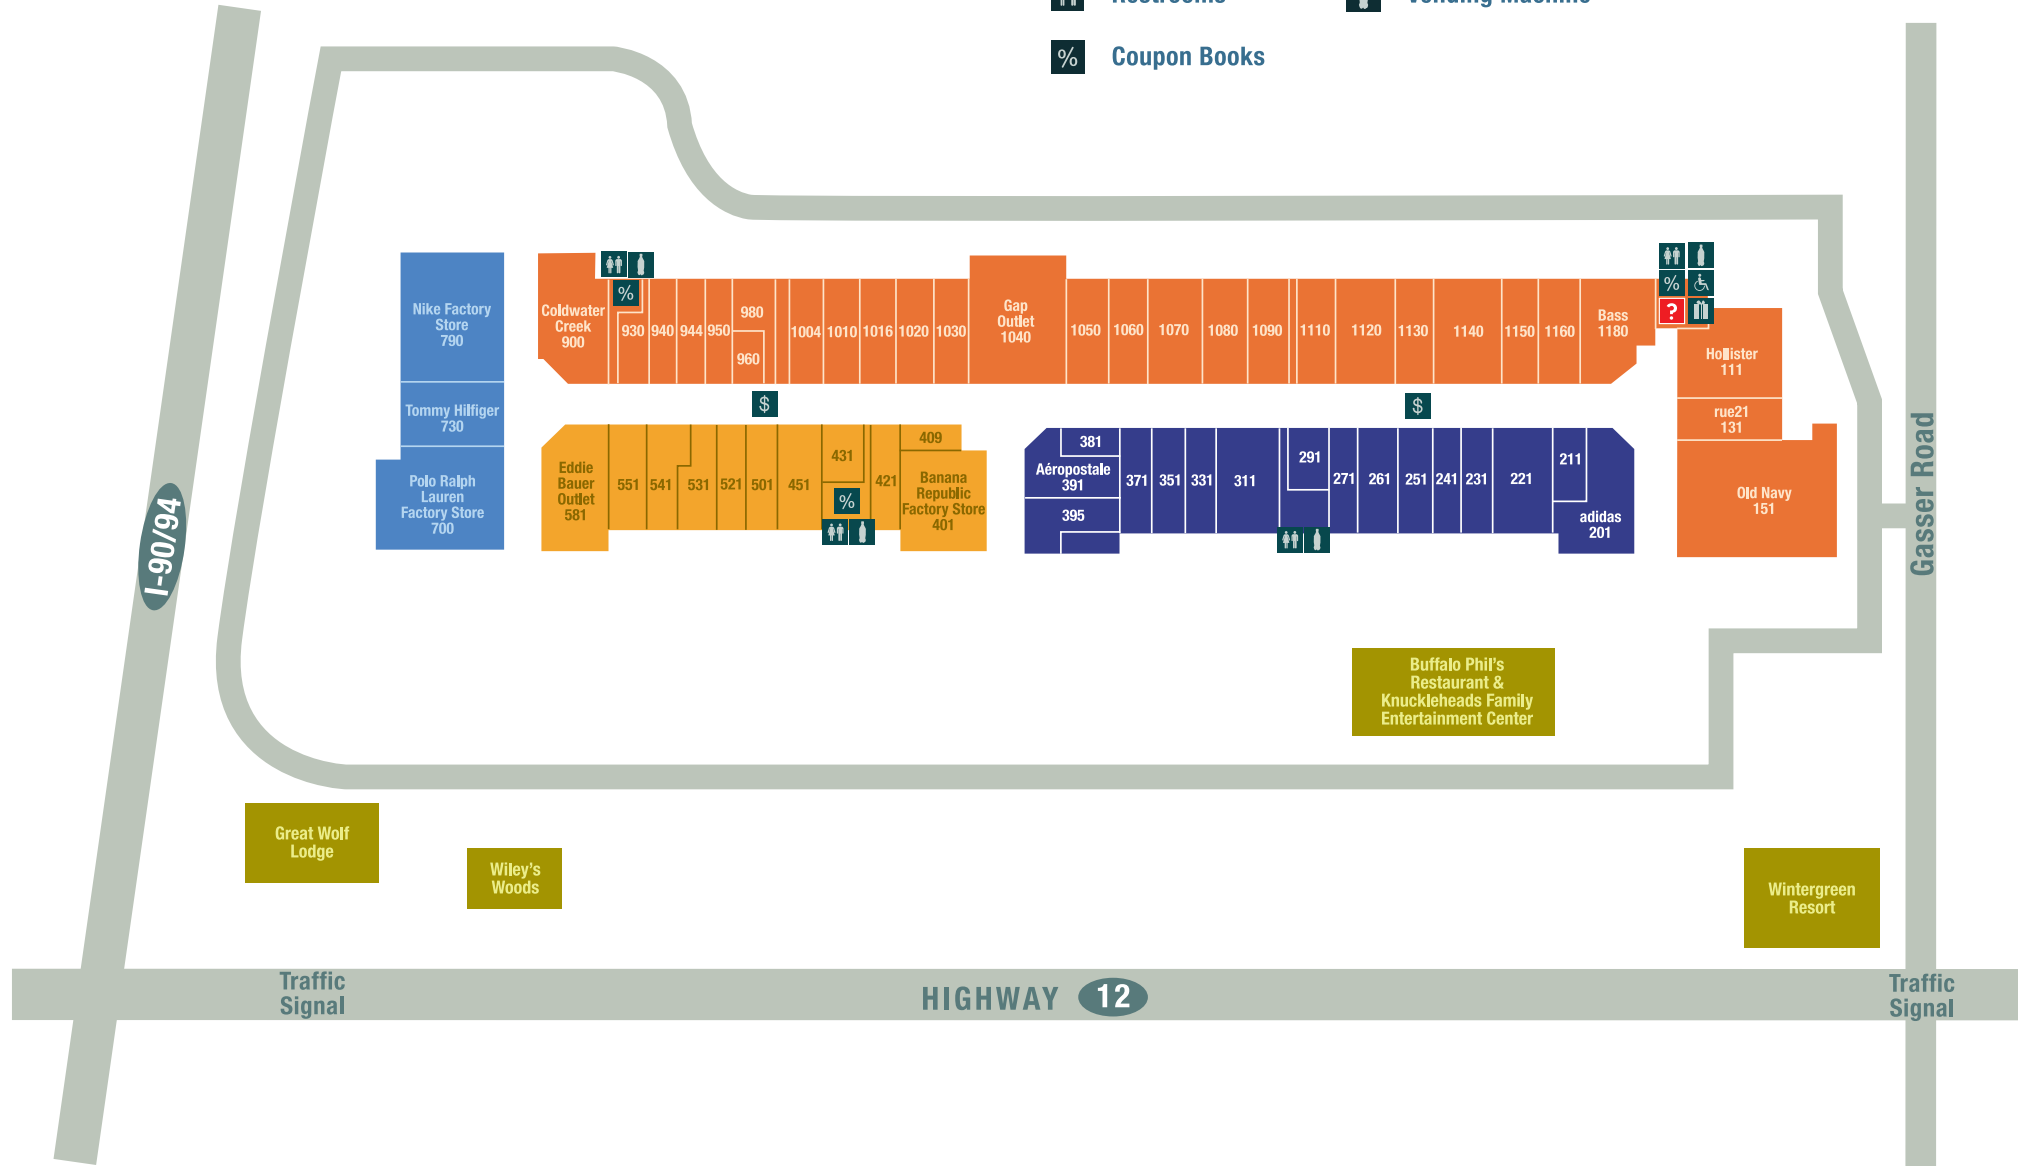 Restrooms
Vending Machine
%
Coupon Books
Nike Factory
Store
790
Tommy Hilfiger
730
Polo Ralph
Lauren
Factory Store
700
Coldwater
Creek
900
%
930
940
944
950
980
960
1004
1010
1016
1020
1030
Gap
Outlet
1040
1050
1060
1070
1080
1090
1110
1120
1130
1140
1150
1160
Bass
1180
%
?
Hollister
111
rue21
131
Old Navy
151
$
$
Eddie
Bauer
Outlet
581
551
541
531
521
501
451
431
%
421
409
Banana
Republic
Factory Store
401
381
Aéropostale
391
395
371
351
331
311
291
271
261
251
241
231
221
211
adidas
201
I-90/94
Gasser Road
Buffalo Phil's
Restaurant &
Knuckleheads Family
Entertainment Center
Great Wolf
Lodge
Wiley's
Woods
Wintergreen
Resort
Traffic
Signal
HIGHWAY 12
Traffic
Signal